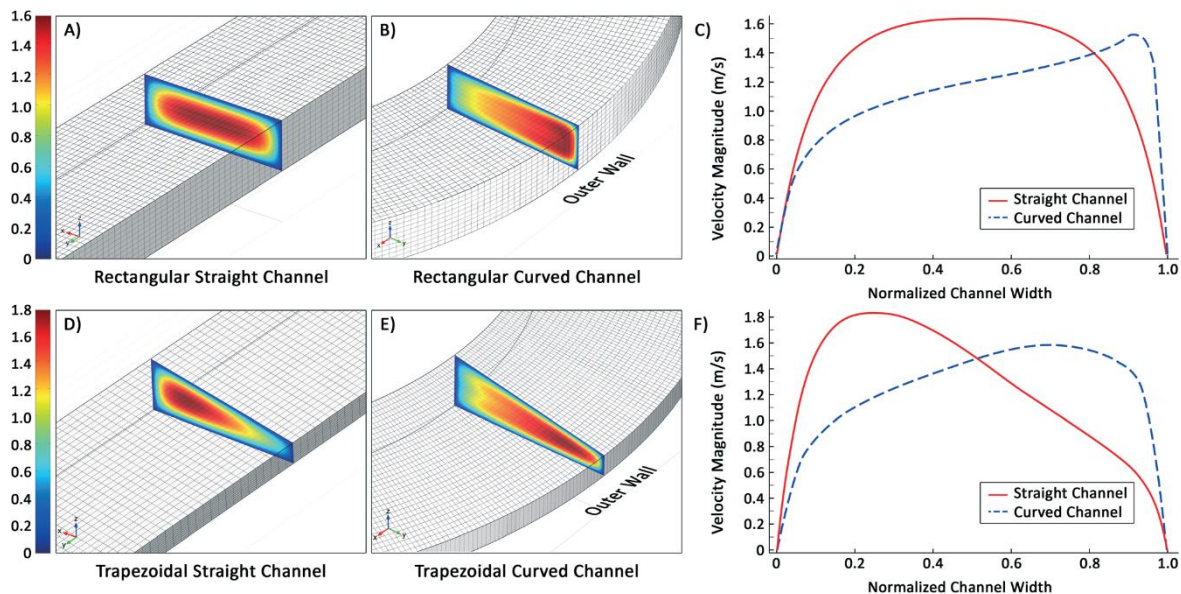 1.6
1.4
1.2
1.0
0.8
0.6
0.4
0.2
0
A)
z
x
y
Rectangular Straight Channel
B)
z
x
y
Outer Wall
Rectangular Curved Channel
C)
Velocity Magnitude (m/s)
1.6
1.4
1.2
1.0
0.8
0.6
0.4
0.2
0
Straight Channel
Curved Channel
0 0.2 0.4 0.6 0.8 1.0
Normalized Channel Width
1.8
1.6
1.4
1.2
1.0
0.8
0.6
0.4
0.2
0
D)
z
x
y
Trapezoidal Straight Channel
E)
z
x
y
Outer Wall
Trapezoidal Curved Channel
F)
Velocity Magnitude (m/s)
1.8
1.6
1.4
1.2
1.8
0.8
0.6
0.4
0.2
0
Straight Channel
Curved Channel
0 0.2 0.4 0.6 0.8 1.0
Normalized Channel Width